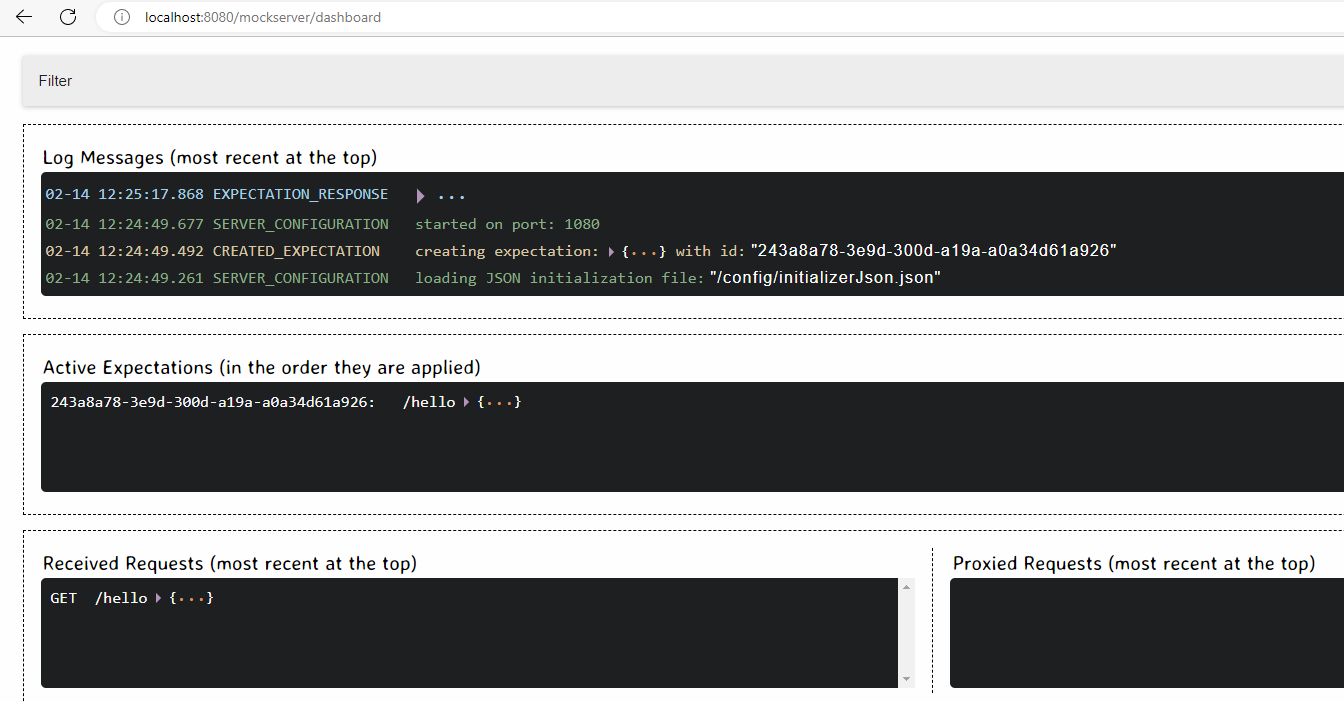 localhost:8080/mockserver/dashboard
Filter
Log Messages (most recent at the top)
02-14 12:25:17.868 EXPECTATION_RESPONSE ...
02-14 12:24:49.677 SERVER_CONFIGURATION started on port: 1080
02-14 12:24:49.492 CREATED_EXPECTATION creating expectation: {...} with id: "243a8a78-3e9d-300d-a19a-a0a34d61a926"
02-14 12:24:49.261 SERVER_CONFIGURATION loading JSON initialization file: "/config/initializerJson.json"
Active Expectations (in the order they are applied)
243a8a78-3e9d-300d-a19a-a0a34d61a926: /hello {...}
Received Requests (most recent at the top)
GET /hello {...}
Proxied Requests (most recent at the top)